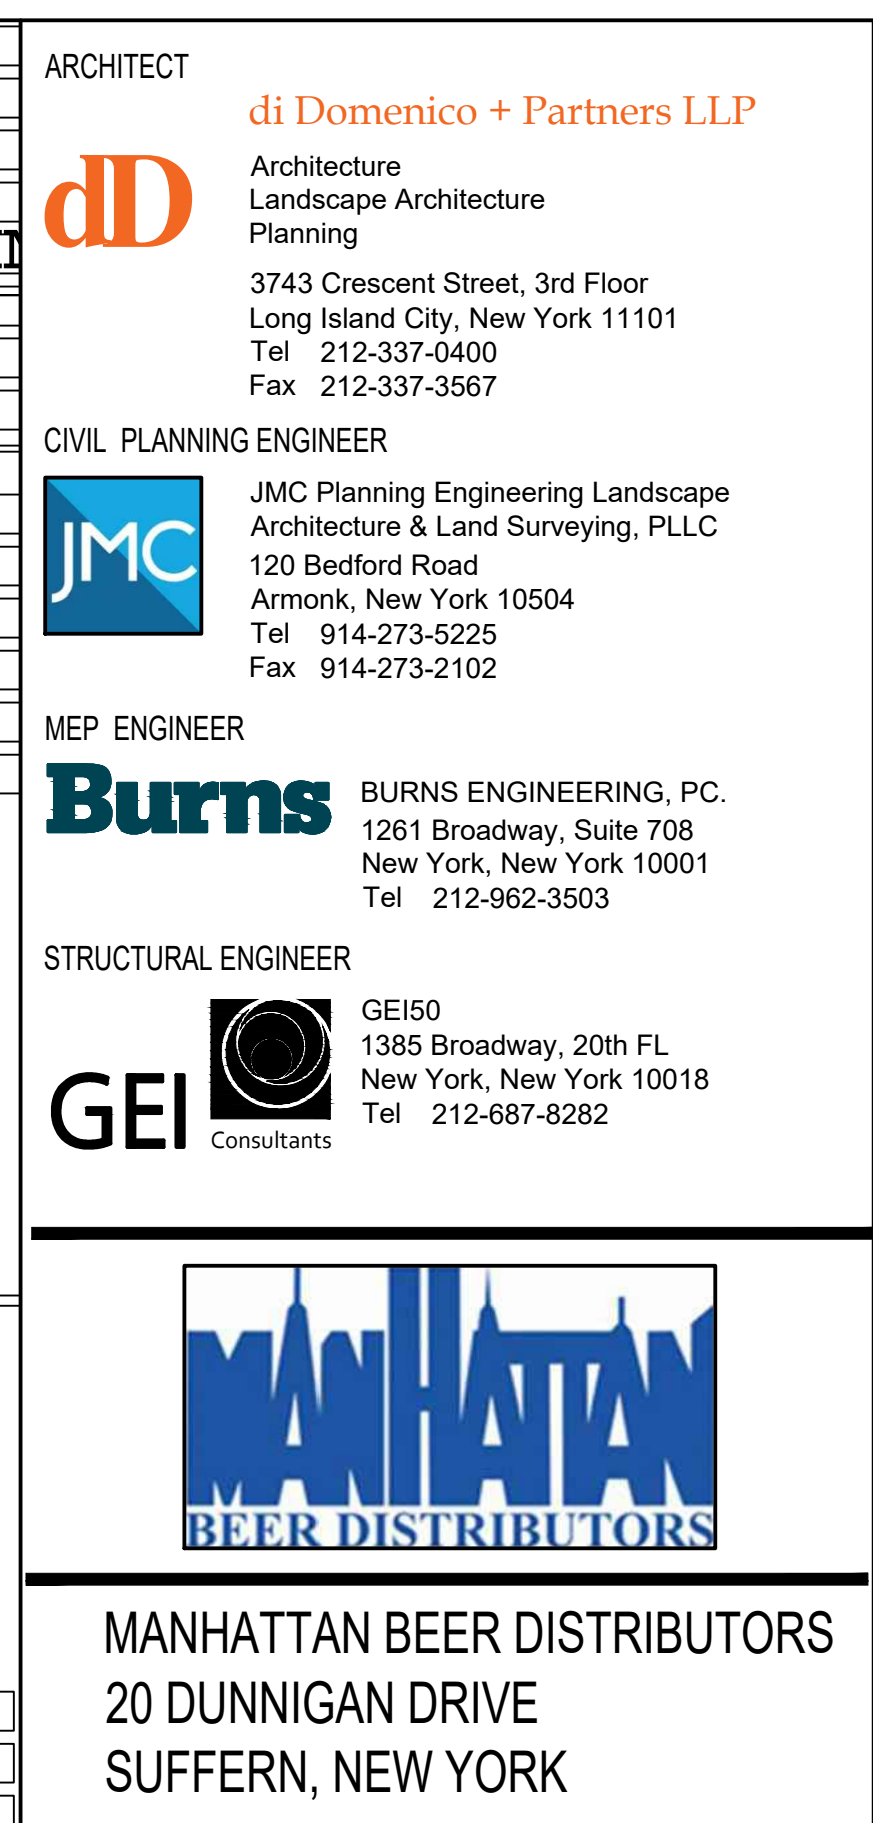 ARCHITECT
di Domenico + Partners LLP
dD
Architecture
Landscape Architecture
Planning
3743 Crescent Street, 3rd Floor
Long Island City, New York 11101
Tel 212-337-0400
Fax 212-337-3567
CIVIL PLANNING ENGINEER
JMC
JMC Planning Engineering Landscape
Architecture & Land Surveying, PLLC
120 Bedford Road
Armonk, New York 10504
Tel 914-273-5225
Fax 914-273-2102
MEP ENGINEER
Burns
BURNS ENGINEERING, PC.
1261 Broadway, Suite 708
New York, New York 10001
Tel 212-962-3503
STRUCTURAL ENGINEER
GEI Consultants
GEI50
1385 Broadway, 20th FL
New York, New York 10018
Tel 212-687-8282
MANHATTAN
BEER DISTRIBUTORS
MANHATTAN BEER DISTRIBUTORS
20 DUNNIGAN DRIVE
SUFFERN, NEW YORK